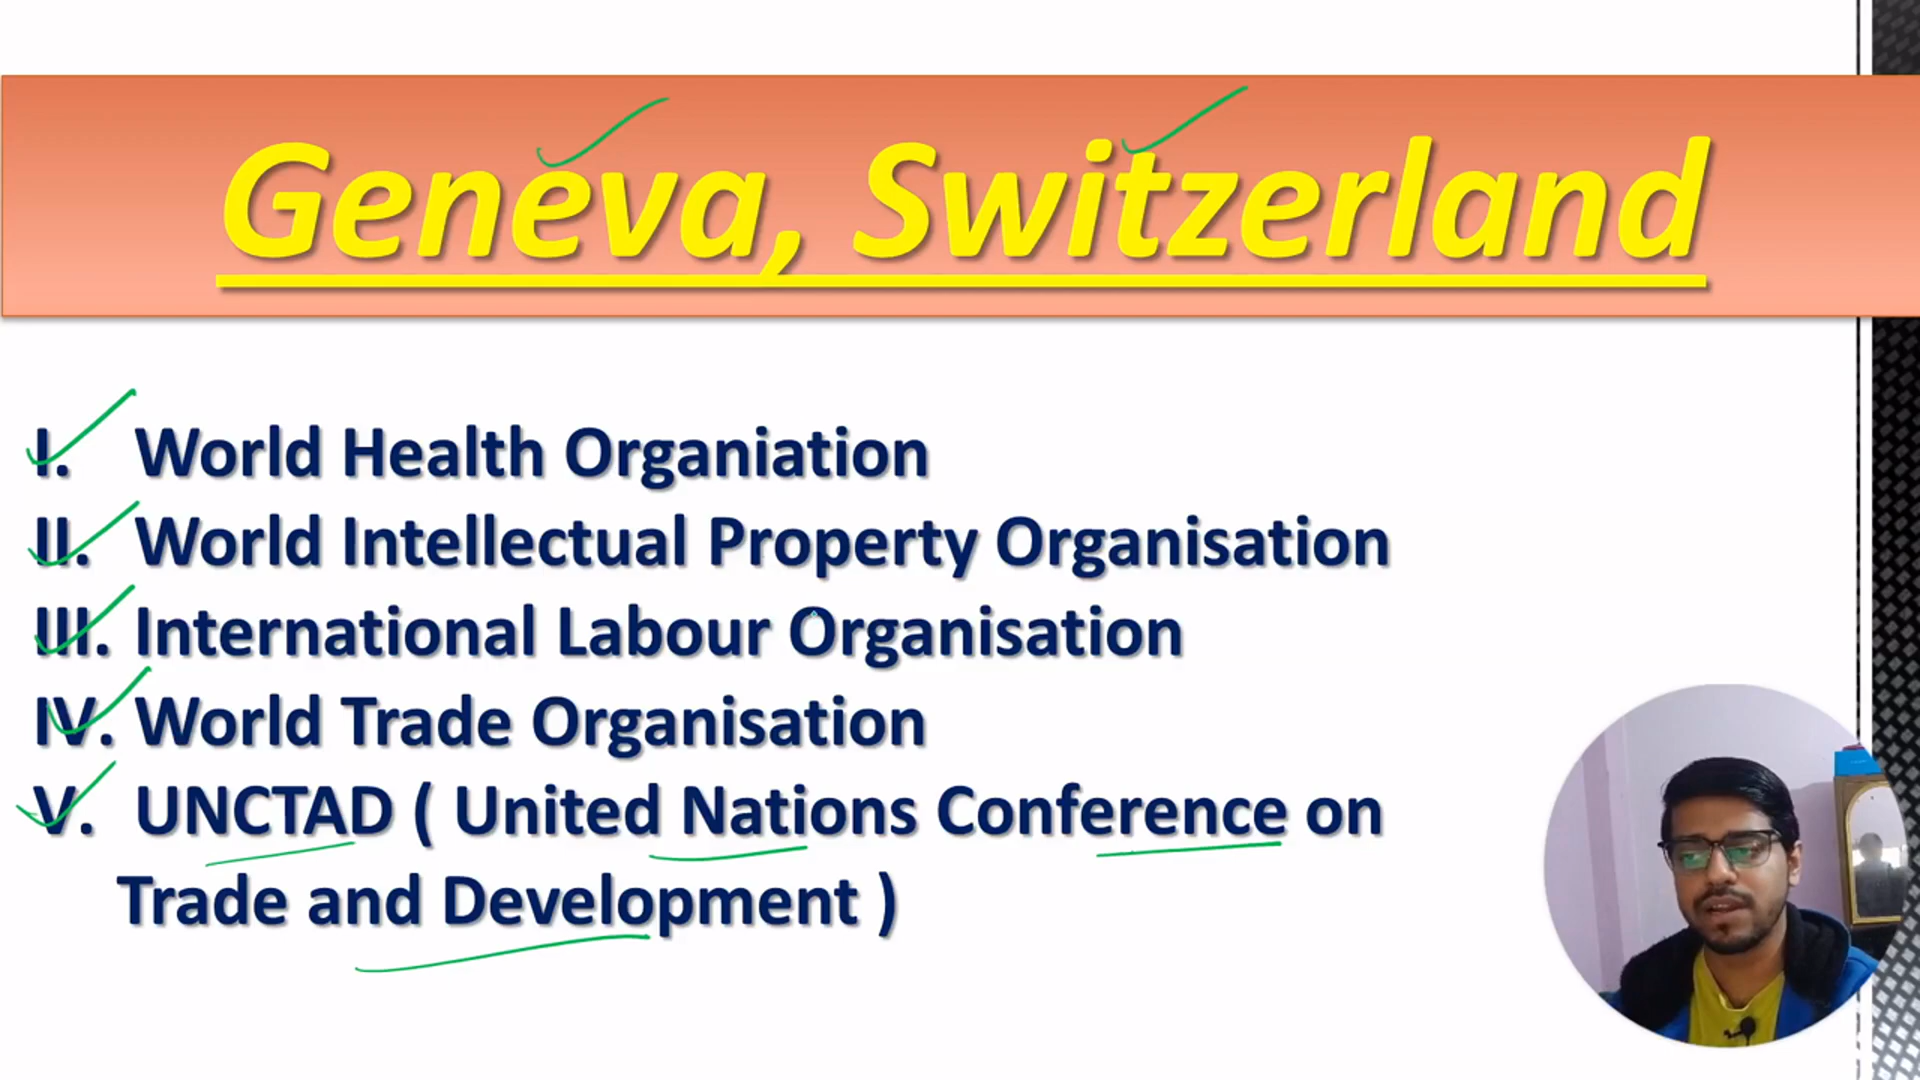 Geneva, Switzerland
I. World Health Organiation
II. World Intellectual Property Organisation
III. International Labour Organisation
IV. World Trade Organisation
V. UNCTAD ( United Nations Conference on
Trade and Development )